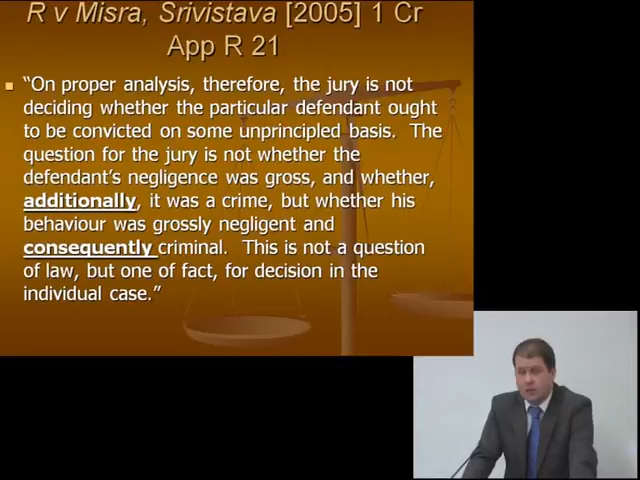 R v Misra, Srivistava [2005] 1 Cr
App R 21
“On proper analysis, therefore, the jury is not
deciding whether the particular defendant ought
to be convicted on some unprincipled basis. The
question for the jury is not whether the
defendant’s negligence was gross, and whether,
additionally, it was a crime, but whether his
behaviour was grossly negligent and
consequently criminal. This is not a question
of law, but one of fact, for decision in the
individual case.”